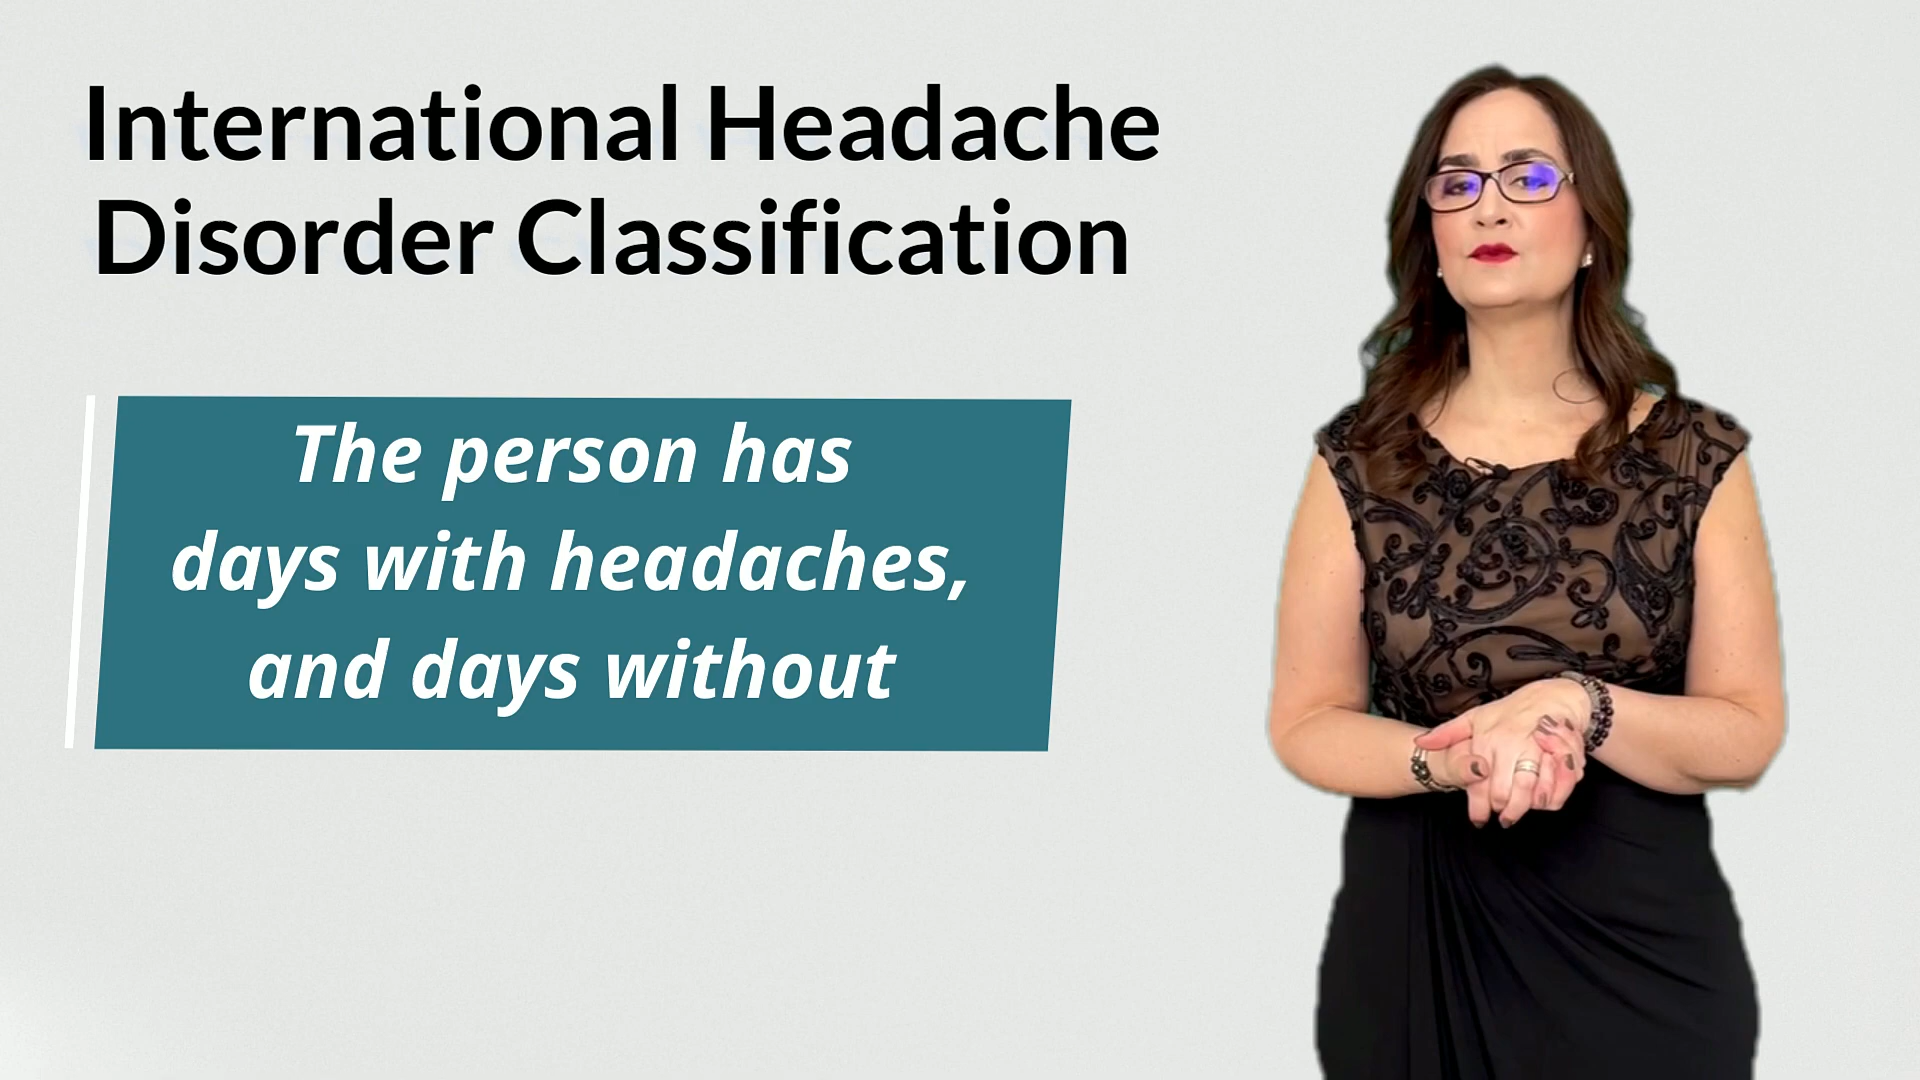 International Headache
Disorder Classification
The person has
days with headaches,
and days without